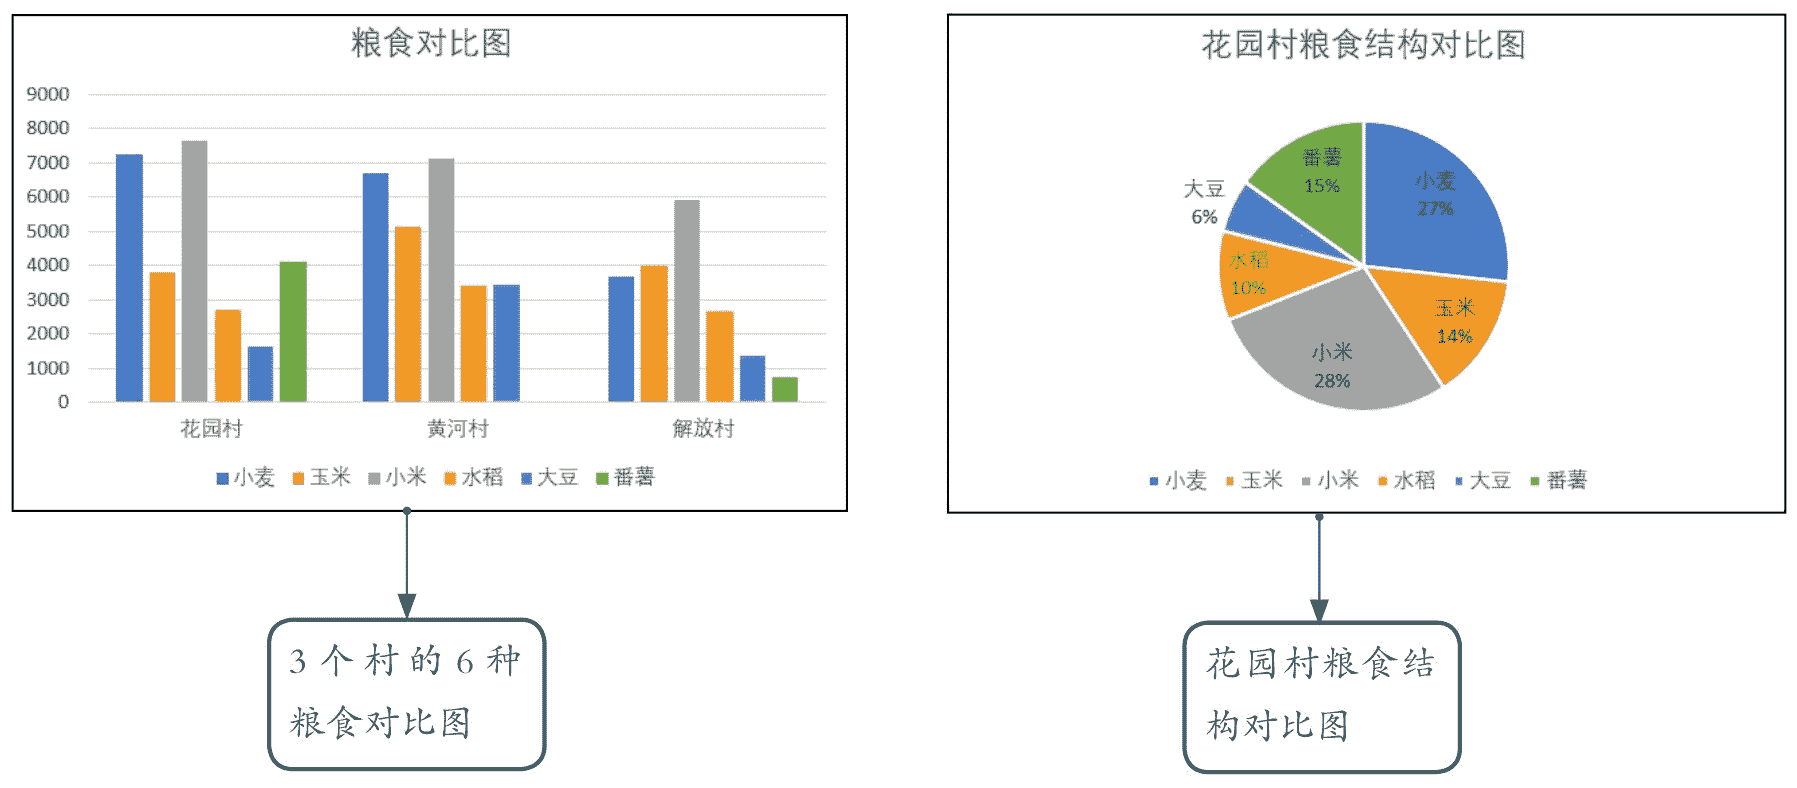 粮食对比图
9000
8000
7000
6000
5000
4000
3000
2000
1000
0
花园村 黄河村 解放村
小麦 玉米 小米 水稻 大豆 番薯
3个村的6种
粮食对比图
花园村粮食结构对比图
番薯
15%
小麦
27%
大豆
6%
水稻
10%
玉米
14%
小米
28%
小麦 玉米 小米 水稻 大豆 番薯
花园村粮食结
构对比图